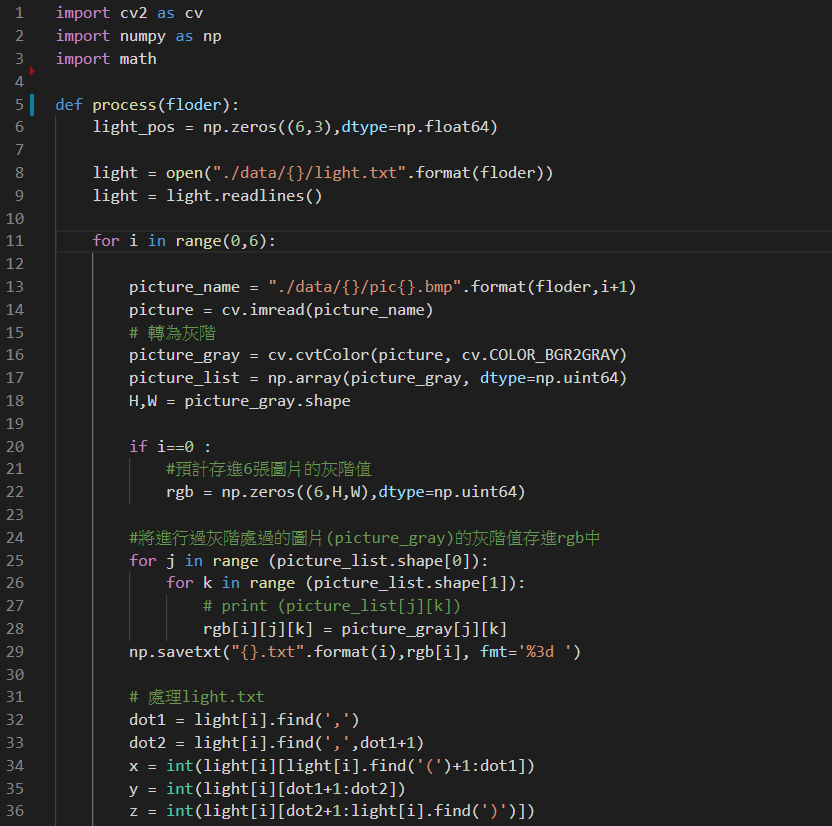 1 import cv2 as cv
2 import numpy as np
3 import math
4
5 def process(floder):
6     light_pos = np.zeros((6,3),dtype=np.float64)
7
8     light = open("./data/{}/light.txt".format(floder))
9     light = light.readlines()
10
11     for i in range(0,6):
12
13         picture_name = "./data/{}/pic{}.bmp".format(floder,i+1)
14         picture = cv.imread(picture_name)
15         # 轉為灰階
16         picture_gray = cv.cvtColor(picture, cv.COLOR_BGR2GRAY)
17         picture_list = np.array(picture_gray, dtype=np.uint64)
18         H,W = picture_gray.shape
19
20         if i==0 :
21             #預計存進6張圖片的灰階值
22             rgb = np.zeros((6,H,W),dtype=np.uint64)
23
24         #將進行過灰階處過的圖片(picture_gray)的灰階值存進rgb中
25         for j in range (picture_list.shape[0]):
26             for k in range (picture_list.shape[1]):
27                 # print (picture_list[j][k])
28                 rgb[i][j][k] = picture_gray[j][k]
29         np.savetxt("{}.txt".format(i),rgb[i], fmt='%3d ')
30
31         # 處理light.txt
32         dot1 = light[i].find(',')
33         dot2 = light[i].find(',',dot1+1)
34         x = int(light[i][light[i].find('(')+1:dot1])
35         y = int(light[i][dot1+1:dot2])
36         z = int(light[i][dot2+1:light[i].find(')')])